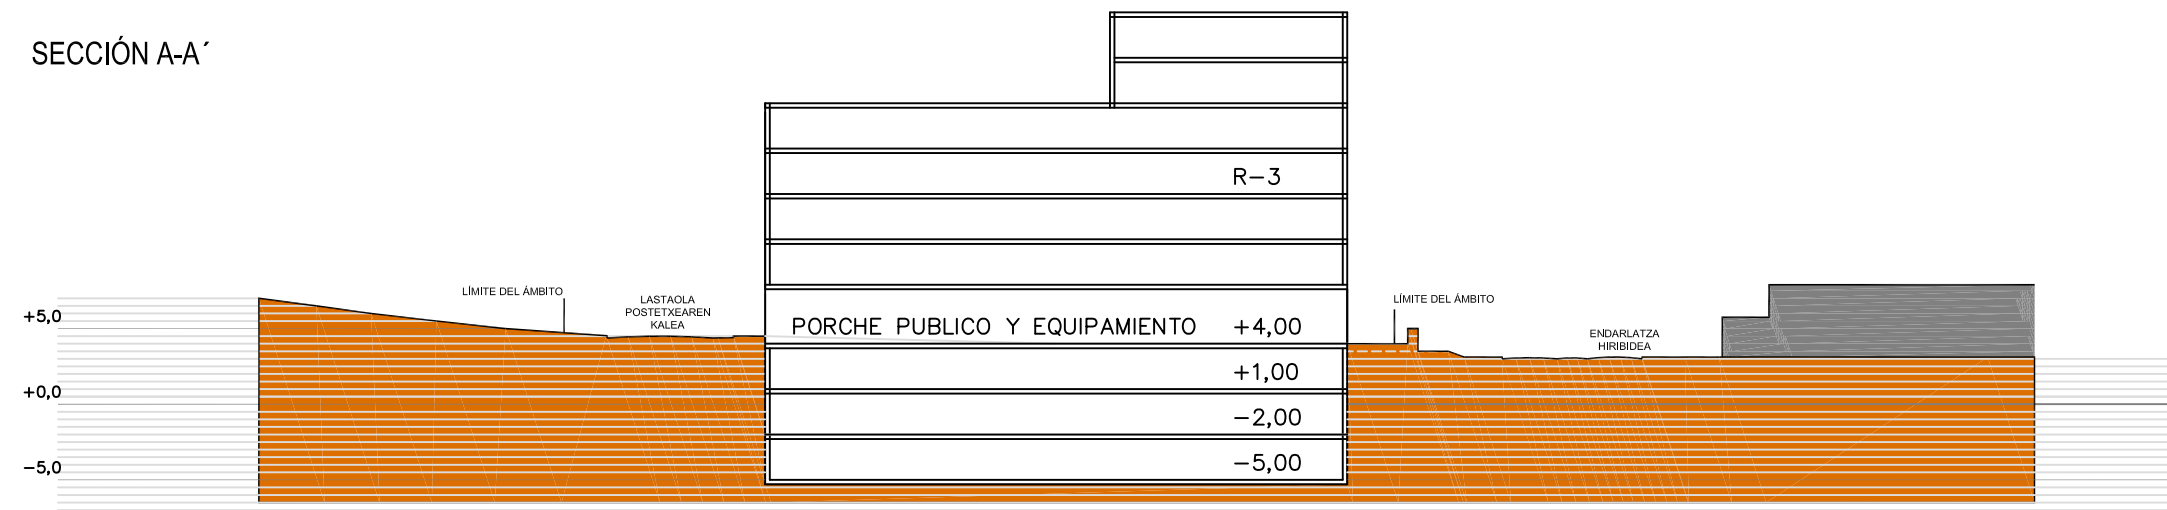 SECCIÓN A-A´
R-3
LÍMITE DEL ÁMBITO
LASTAOLA
POSTETXEAREN
KALEA
PORCHE PUBLICO Y EQUIPAMIENTO +4,00
LÍMITE DEL ÁMBITO
ENDARLATZA
HIRIBIDEA
+5,0
+1,00
+0,0
-2,00
-5,0
-5,00